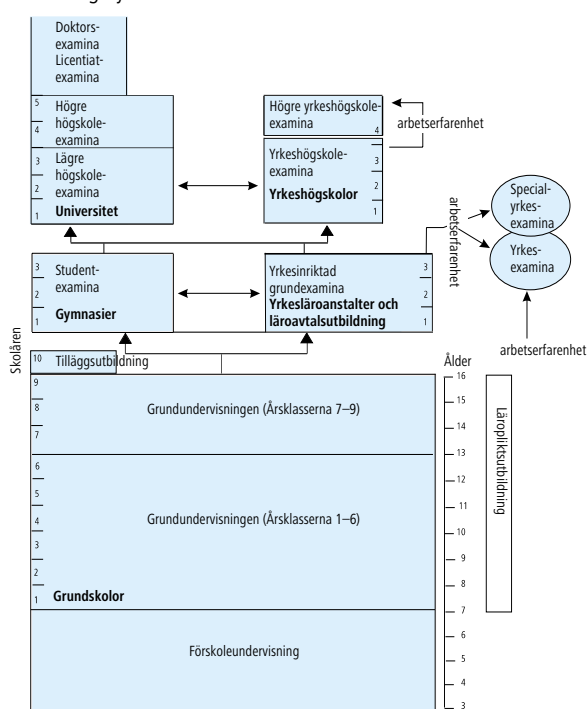 Doktors-
examina
Licentiat-
examina
5
4
Högre
högskole-
examina
3
2
1
Lägre
högskole-
examina
Universitet
Högre yrkeshögskole-
examina
4
arbetserfarenhet
Yrkeshögskole-
examina
Yrkeshögskolor
3
2
1
arbetserfarenhet
Special-
yrkes-
examina
Yrkes-
examina
arbetserfarenhet
3
2
1
Student-
examina
Gymnasier
Yrkesinriktad
grundexamina
Yrkesläroanstalter och
läroavtalsutbildning
3
2
1
Skolåren
10 Tilläggsutbildning
9
8
7
Grundundervisningen (Årsklasserna 7–9)
6
5
4
3
2
1
Grundundervisningen (Årsklasserna 1–6)
Grundskolor
Förskoleundervisning
Ålder
16
15
14
13
12
11
10
9
8
7
6
5
4
3
Läropliktsutbildning